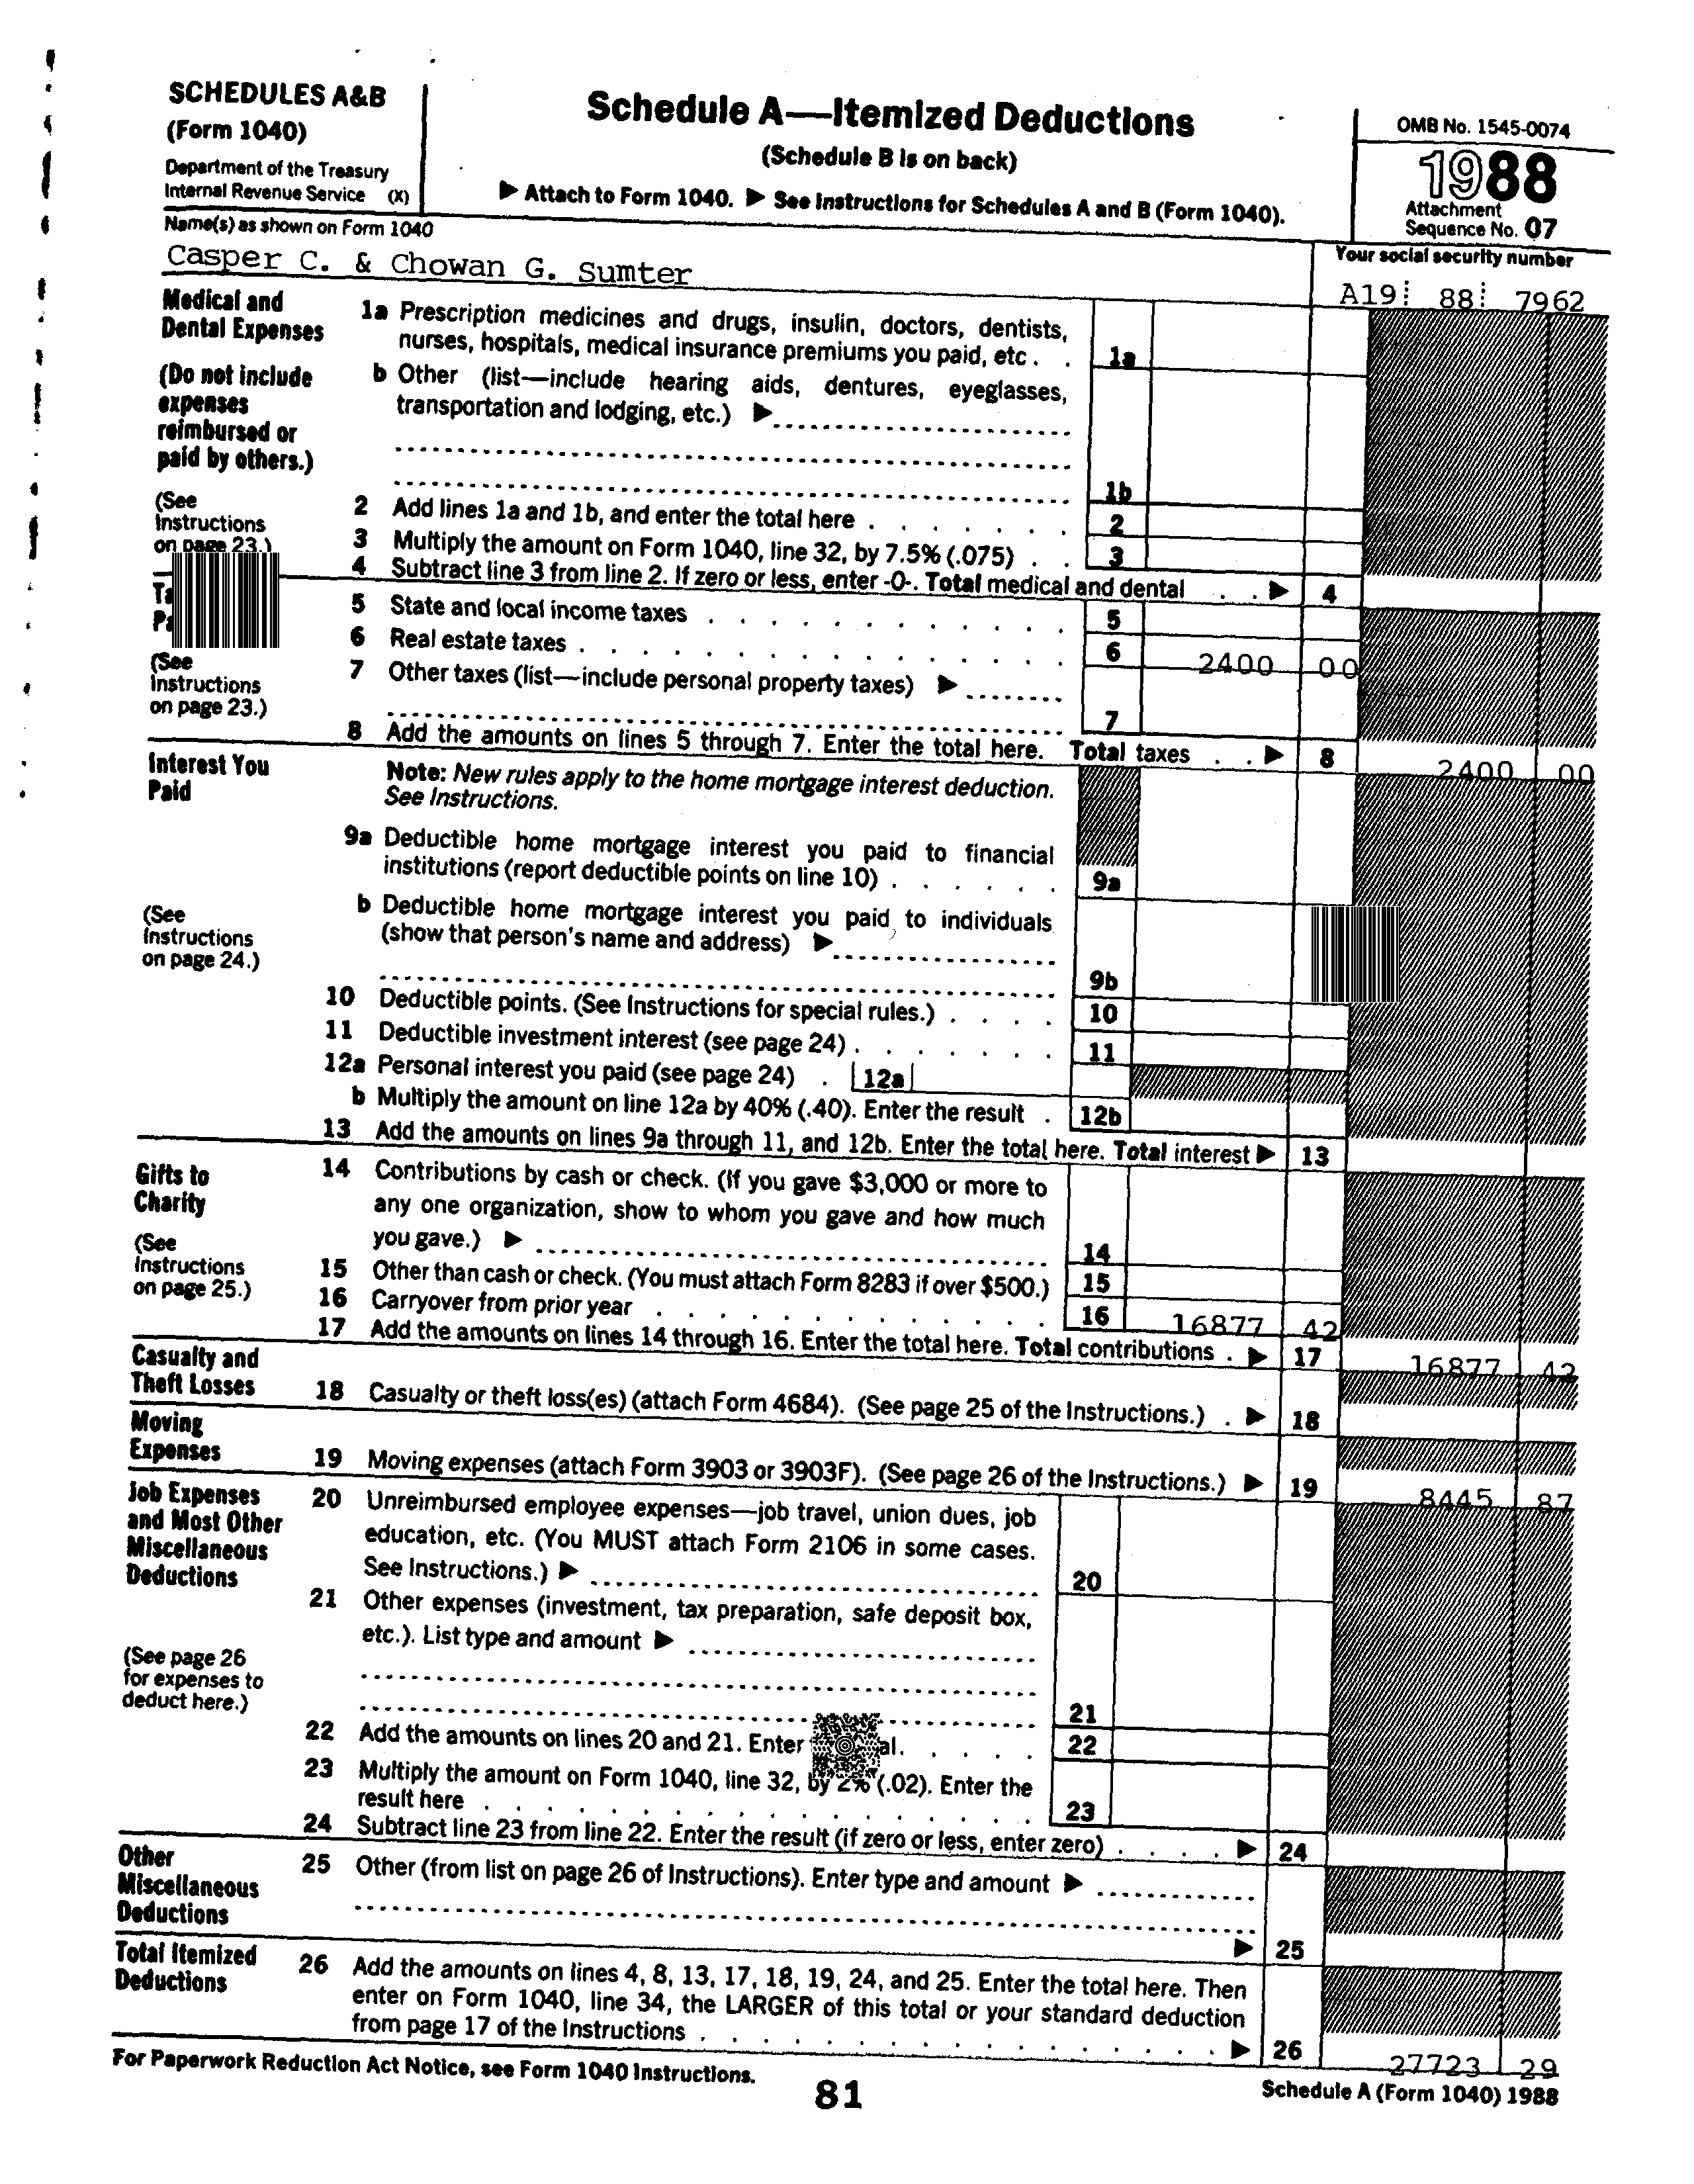 SCHEDULES A&B
(Form 1040)
Department of the Treasury
Internal Revenue Service (X)
Schedule A—Itemized Deductions
(Schedule B is on back)
▶ Attach to Form 1040. ▶ See Instructions for Schedules A and B (Form 1040).
OMB No. 1545-0074
1988
Attachment
Sequence No. 07
Name(s) as shown on Form 1040
Your social security number
Casper C. & Chowan G. Sumter
A19 88 7962
Medical and
Dental Expenses
(Do not include
expenses
reimbursed or
paid by others.)
(See
Instructions
on page 23.)
1a Prescription medicines and drugs, insulin, doctors, dentists,
nurses, hospitals, medical insurance premiums you paid, etc . . 1a
b Other (list—include hearing aids, dentures, eyeglasses,
transportation and lodging, etc.) ▶
1b
2 Add lines 1a and 1b, and enter the total here . . . . . . . 2
3 Multiply the amount on Form 1040, line 32, by 7.5% (.075) . . 3
4 Subtract line 3 from line 2. If zero or less, enter -0-. Total medical and dental . . ▶ 4
(See
Instructions
on page 23.)
5 State and local income taxes . . . . . . . . . . . . 5
6 Real estate taxes . . . . . . . . . . . . . . . . 6 2400 00
7 Other taxes (list—include personal property taxes) ▶
7
8 Add the amounts on lines 5 through 7. Enter the total here. Total taxes . . ▶ 8 2400 00
Interest You
Paid
(See
Instructions
on page 24.)
Note: New rules apply to the home mortgage interest deduction.
See Instructions.
9a Deductible home mortgage interest you paid to financial
institutions (report deductible points on line 10) . . . . . . 9a
b Deductible home mortgage interest you paid to individuals
(show that person's name and address) ▶
9b
10 Deductible points. (See Instructions for special rules.) . . . . 10
11 Deductible investment interest (see page 24) . . . . . . . 11
12a Personal interest you paid (see page 24) . 12a
b Multiply the amount on line 12a by 40% (.40). Enter the result . 12b
13 Add the amounts on lines 9a through 11, and 12b. Enter the total here. Total interest ▶ 13
Gifts to
Charity
(See
Instructions
on page 25.)
14 Contributions by cash or check. (If you gave $3,000 or more to
any one organization, show to whom you gave and how much
you gave.) ▶ 14
15 Other than cash or check. (You must attach Form 8283 if over $500.) 15
16 Carryover from prior year . . . . . . . . . . . . . 16 16877 42
17 Add the amounts on lines 14 through 16. Enter the total here. Total contributions . ▶ 17 16877 42
Casualty and
Theft Losses
18 Casualty or theft loss(es) (attach Form 4684). (See page 25 of the Instructions.) . ▶ 18
Moving
Expenses
19 Moving expenses (attach Form 3903 or 3903F). (See page 26 of the Instructions.) ▶ 19 8445 87
Job Expenses
and Most Other
Miscellaneous
Deductions
(See page 26
for expenses to
deduct here.)
20 Unreimbursed employee expenses—job travel, union dues, job
education, etc. (You MUST attach Form 2106 in some cases.
See Instructions.) ▶ 20
21 Other expenses (investment, tax preparation, safe deposit box,
etc.). List type and amount ▶
21
22 Add the amounts on lines 20 and 21. Enter . . . . . 22
23 Multiply the amount on Form 1040, line 32, by 2% (.02). Enter the
result here . . . . . . . . . . . . . . . . . . 23
24 Subtract line 23 from line 22. Enter the result (if zero or less, enter zero) . . . . ▶ 24
Other
Miscellaneous
Deductions
25 Other (from list on page 26 of Instructions). Enter type and amount ▶
▶ 25
Total Itemized
Deductions
26 Add the amounts on lines 4, 8, 13, 17, 18, 19, 24, and 25. Enter the total here. Then
enter on Form 1040, line 34, the LARGER of this total or your standard deduction
from page 17 of the Instructions . . . . . . . . . . . . . . . . . ▶ 26 27723 29
For Paperwork Reduction Act Notice, see Form 1040 Instructions.
81
Schedule A (Form 1040) 1988